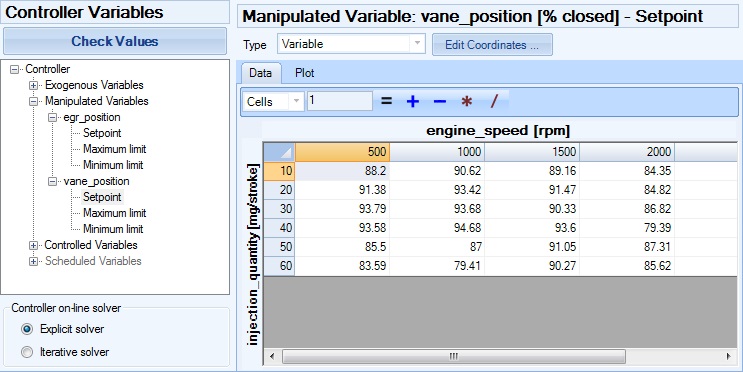 Controller Variables
Check Values
Controller
Exogenous Variables
Manipulated Variables
egr_position
Setpoint
Maximum limit
Minimum limit
vane_position
Setpoint
Maximum limit
Minimum limit
Controlled Variables
Scheduled Variables
Controller on-line solver
Explicit solver
Iterative solver
Manipulated Variable: vane_position [% closed] - Setpoint
Type Variable Edit Coordinates ...
Data Plot
Cells 1 = + − * /
engine_speed [rpm]
injection_quantity [mg/stroke]
500 1000 1500 2000
10 88.2 90.62 89.16 84.35
20 91.38 93.42 91.47 84.82
30 93.79 93.68 90.33 86.82
40 93.58 94.68 93.6 79.39
50 85.5 87 91.05 87.31
60 83.59 79.41 90.27 85.62